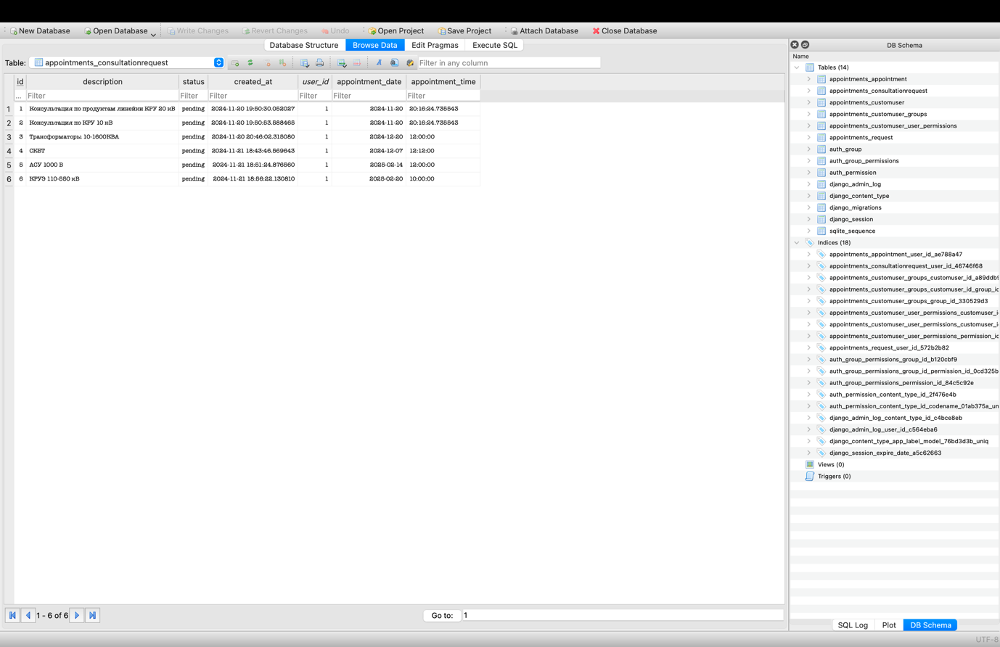 New Database Open Database Write Changes Revert Changes Undo Open Project Save Project Attach Database Close Database
Database Structure Browse Data Edit Pragmas Execute SQL
Table: appointments_consultationrequest Filter in any column
id description status created_at user_id appointment_date appointment_time
... Filter Filter Filter Filter Filter Filter
1 1 Консультация по продуктам линейки КРУ 20 кВ pending 2024-11-20 19:50:30.052027 1 2024-11-20 20:16:24.735543
2 2 Консультация по КРУ 10 кВ pending 2024-11-20 19:50:53.588465 1 2024-11-20 20:16:24.735543
3 3 Трансформаторы 10-1600КВА pending 2024-11-20 20:46:02.315080 1 2024-12-20 12:00:00
4 4 СКБТ pending 2024-11-21 18:43:46.569643 1 2024-12-07 12:12:00
5 5 АСУ 1000 В pending 2024-11-21 18:51:24.876560 1 2025-02-14 12:00:00
6 6 КРУЭ 110-550 кВ pending 2024-11-21 18:56:22.130810 1 2025-02-20 10:00:00
1 - 6 of 6 Go to: 1
DB Schema
Name
Tables (14)
appointments_appointment
appointments_consultationrequest
appointments_customuser
appointments_customuser_groups
appointments_customuser_user_permissions
appointments_request
auth_group
auth_group_permissions
auth_permission
django_admin_log
django_content_type
django_migrations
django_session
sqlite_sequence
Indices (18)
appointments_appointment_user_id_ae788a47
appointments_consultationrequest_user_id_46746f68
appointments_customuser_groups_customuser_id_a89ddb9
appointments_customuser_groups_customuser_id_group_id
appointments_customuser_groups_group_id_330529d3
appointments_customuser_user_permissions_customuser_i
appointments_customuser_user_permissions_customuser_i
appointments_customuser_user_permissions_permission_id
appointments_request_user_id_572b2b82
auth_group_permissions_group_id_b120cbf9
auth_group_permissions_group_id_permission_id_0cd325b
auth_group_permissions_permission_id_84c5c92e
auth_permission_content_type_id_2f476e4b
auth_permission_content_type_id_codename_01ab375a_un
django_admin_log_content_type_id_c4bce8eb
django_admin_log_user_id_c564eba6
django_content_type_app_label_model_76bd3d3b_uniq
django_session_expire_date_a5c62663
Views (0)
Triggers (0)
SQL Log Plot DB Schema
UTF-8